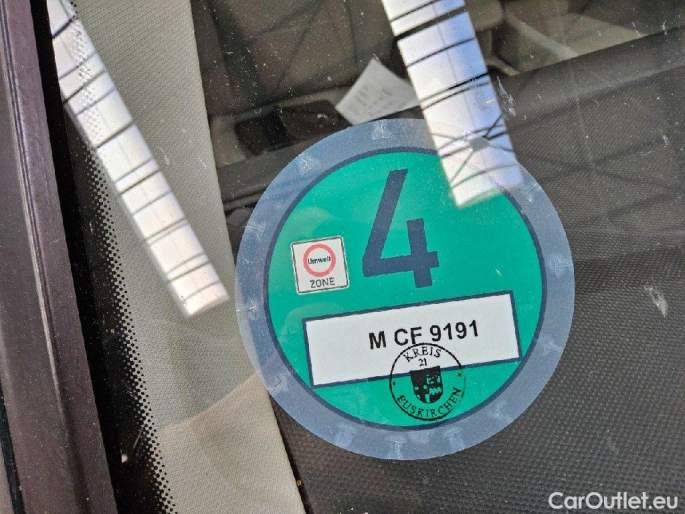 4
Umwelt
ZONE
M CF 9191
KREIS
21
EUSKIRCHEN
CarOutlet.eu